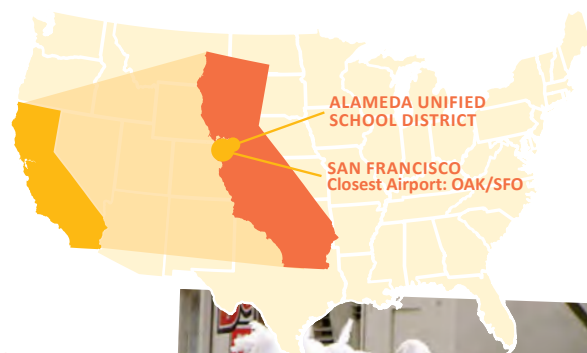 ALAMEDA UNIFIED
SCHOOL DISTRICT
SAN FRANCISCO
Closest Airport: OAK/SFO